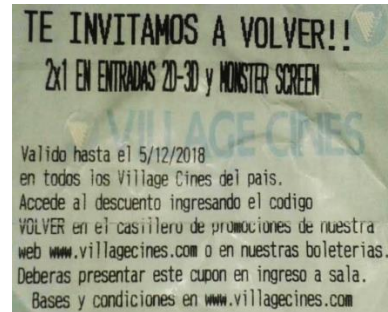 TE INVITAMOS A VOLVER!!
2x1 EN ENTRADAS 2D-3D y MONSTER SCREEN
VILLAGE CINES
Valido hasta el 5/12/2018
en todos los Village Cines del pais.
Accede al descuento ingresando el codigo
VOLVER en el casillero de promociones de nuestra
web www.villagecines.com o en nuestras boleterias.
Deberas presentar este cupon en ingreso a sala.
Bases y condiciones en www.villagecines.com